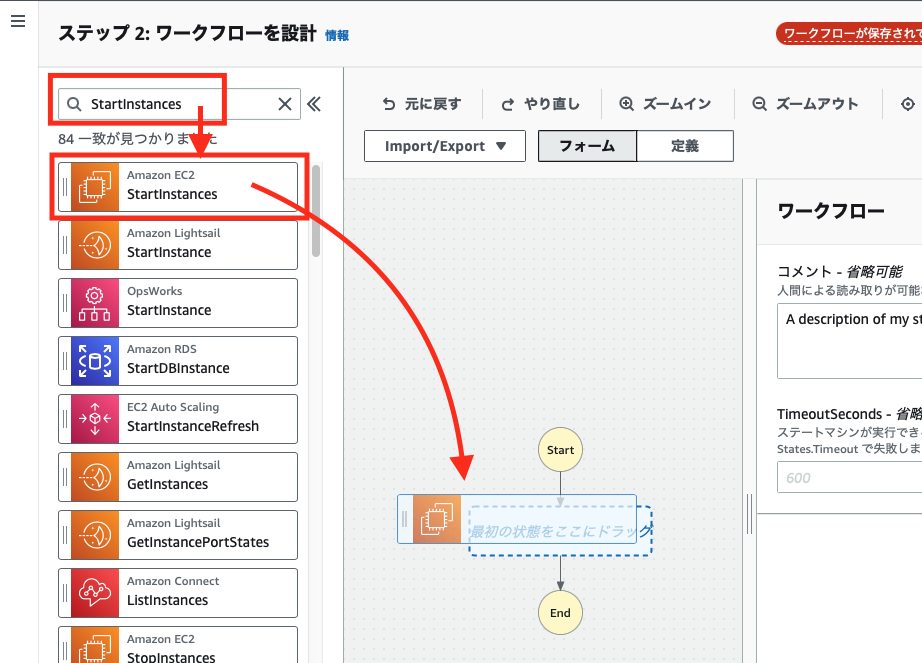 ステップ 2: ワークフローを設計 情報
ワークフローが保存されて
StartInstances
84 一致が見つかりました
Amazon EC2
StartInstances
Amazon Lightsail
StartInstance
OpsWorks
StartInstance
Amazon RDS
StartDBInstance
EC2 Auto Scaling
StartInstanceRefresh
Amazon Lightsail
GetInstances
Amazon Lightsail
GetInstancePortStates
Amazon Connect
ListInstances
Amazon EC2
StopInstances
元に戻す
やり直し
ズームイン
ズームアウト
Import/Export
フォーム
定義
Start
最初の状態をここにドラッグ
End
ワークフロー
コメント - 省略可能
人間による読み取りが可能
A description of my st
TimeoutSeconds - 省略
ステートマシンが実行でき
States.Timeout で失敗しま
600